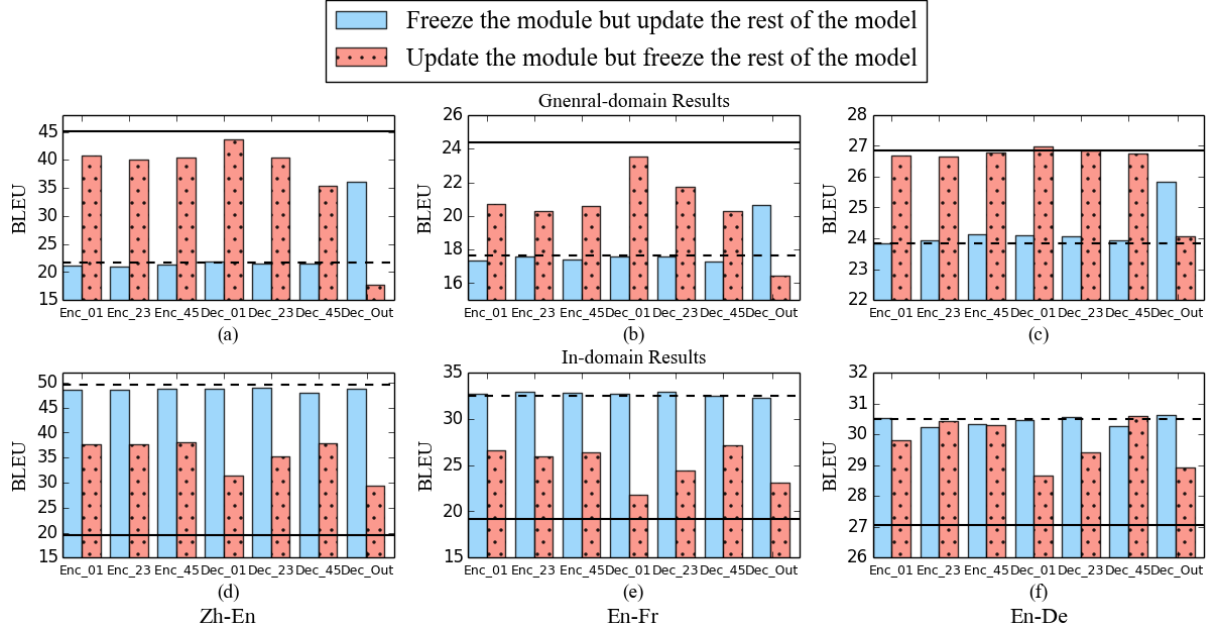 Freeze the module but update the rest of the model
Update the module but freeze the rest of the model
Gnenral-domain Results
BLEU
45
40
35
30
25
20
15
Enc_01 Enc_23 Enc_45 Dec_01 Dec_23 Dec_45 Dec_Out
(a)
BLEU
26
24
22
20
18
16
Enc_01 Enc_23 Enc_45 Dec_01 Dec_23 Dec_45 Dec_Out
(b)
BLEU
28
27
26
25
24
23
22
Enc_01 Enc_23 Enc_45 Dec_01 Dec_23 Dec_45 Dec_Out
(c)
In-domain Results
BLEU
50
45
40
35
30
25
20
15
Enc_01 Enc_23 Enc_45 Dec_01 Dec_23 Dec_45 Dec_Out
(d)
Zh-En
BLEU
35
30
25
20
15
Enc_01 Enc_23 Enc_45 Dec_01 Dec_23 Dec_45 Dec_Out
(e)
En-Fr
BLEU
32
31
30
29
28
27
26
Enc_01 Enc_23 Enc_45 Dec_01 Dec_23 Dec_45 Dec_Out
(f)
En-De